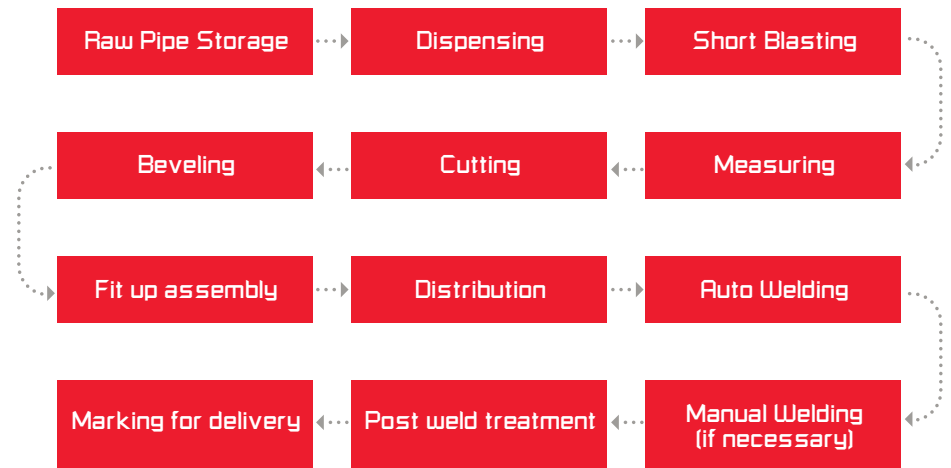 Raw Pipe Storage
Dispensing
Short Blasting
Measuring
Cutting
Beveling
Fit up assembly
Distribution
Auto Welding
Manual Welding
(if necessary)
Post weld treatment
Marking for delivery